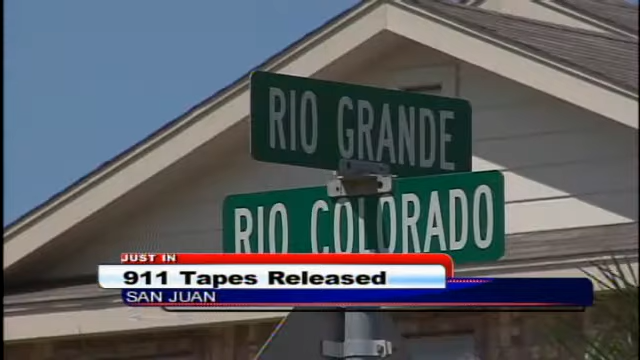 RIO GRANDE
RIO COLORADO
JUST IN
911 Tapes Released
SAN JUAN